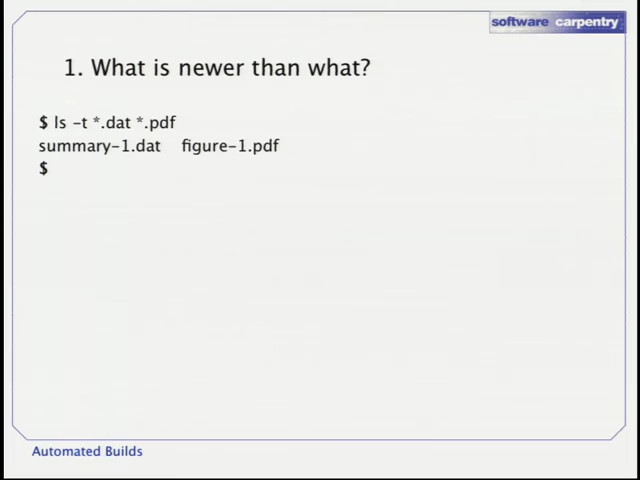 software carpentry
1. What is newer than what?
$ ls -t *.dat *.pdf
summary-1.dat figure-1.pdf
$
Automated Builds